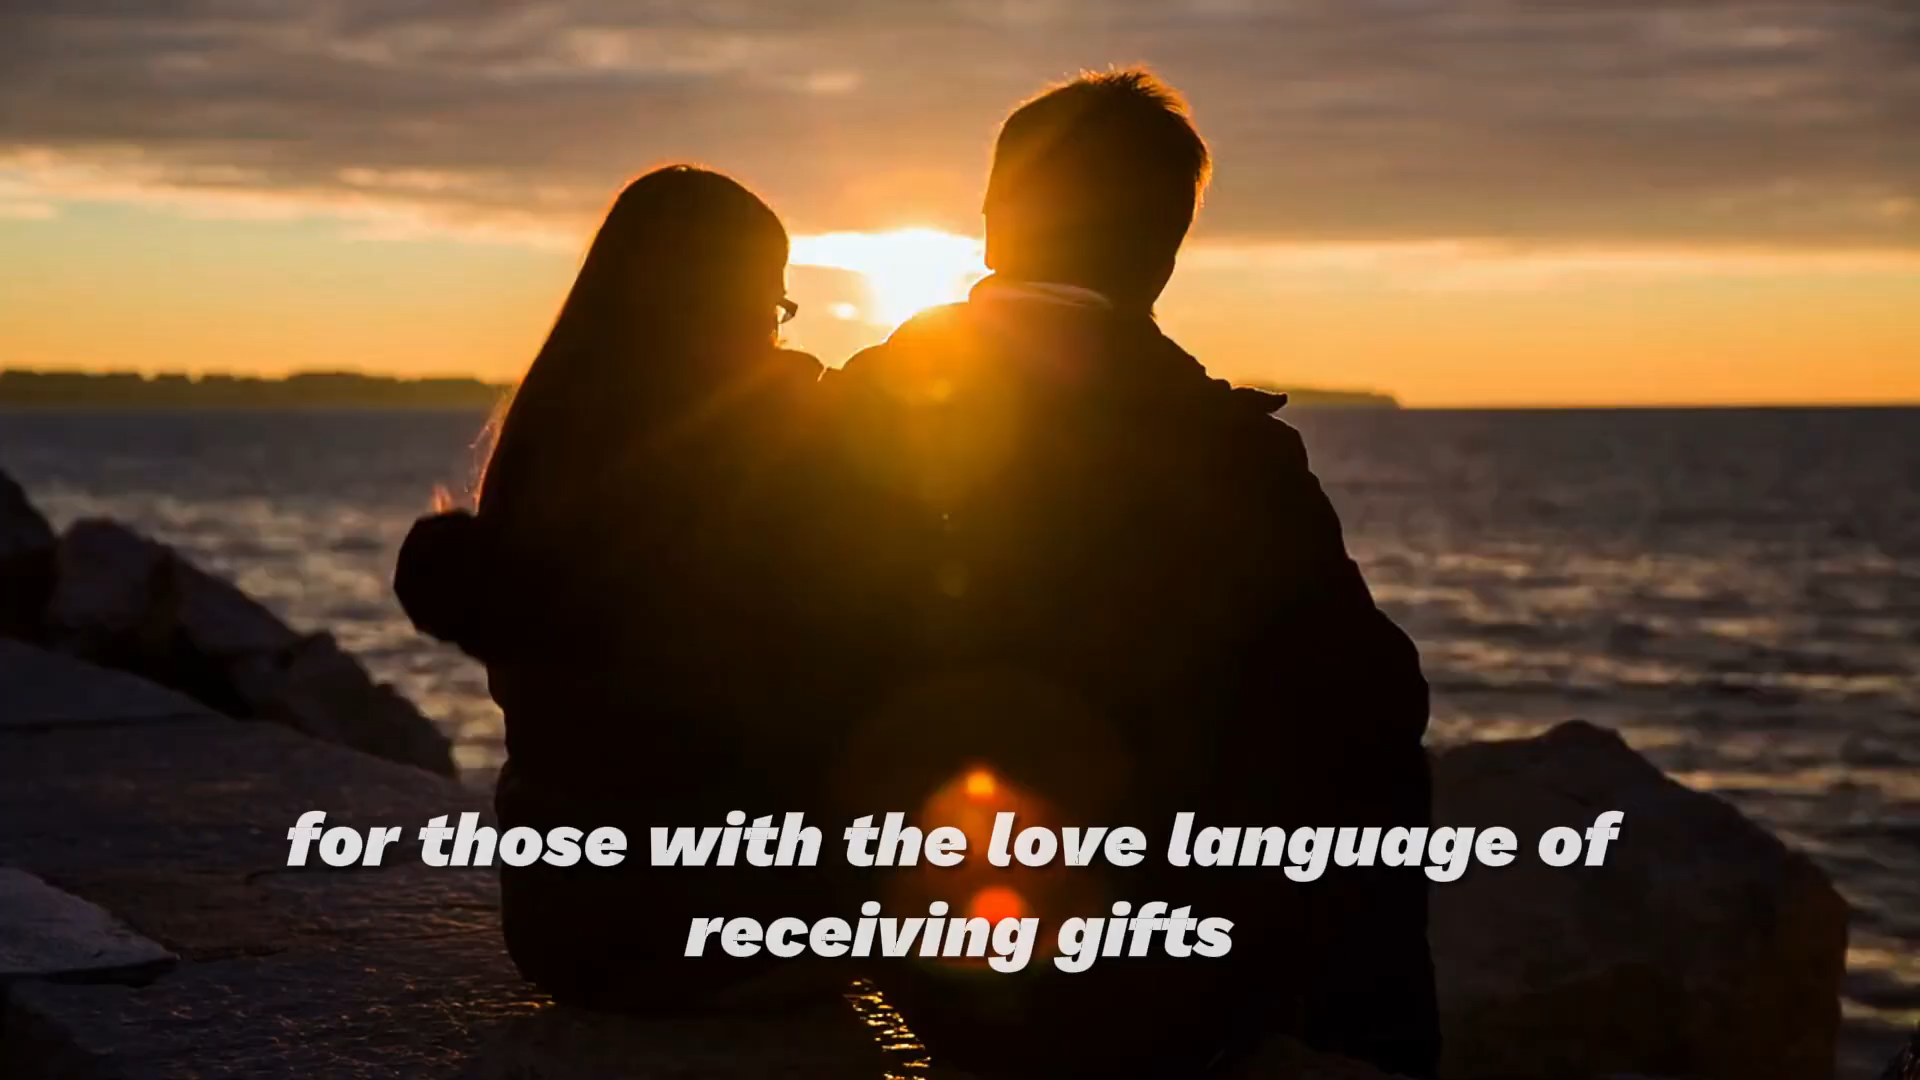 for those with the love language of
receiving gifts